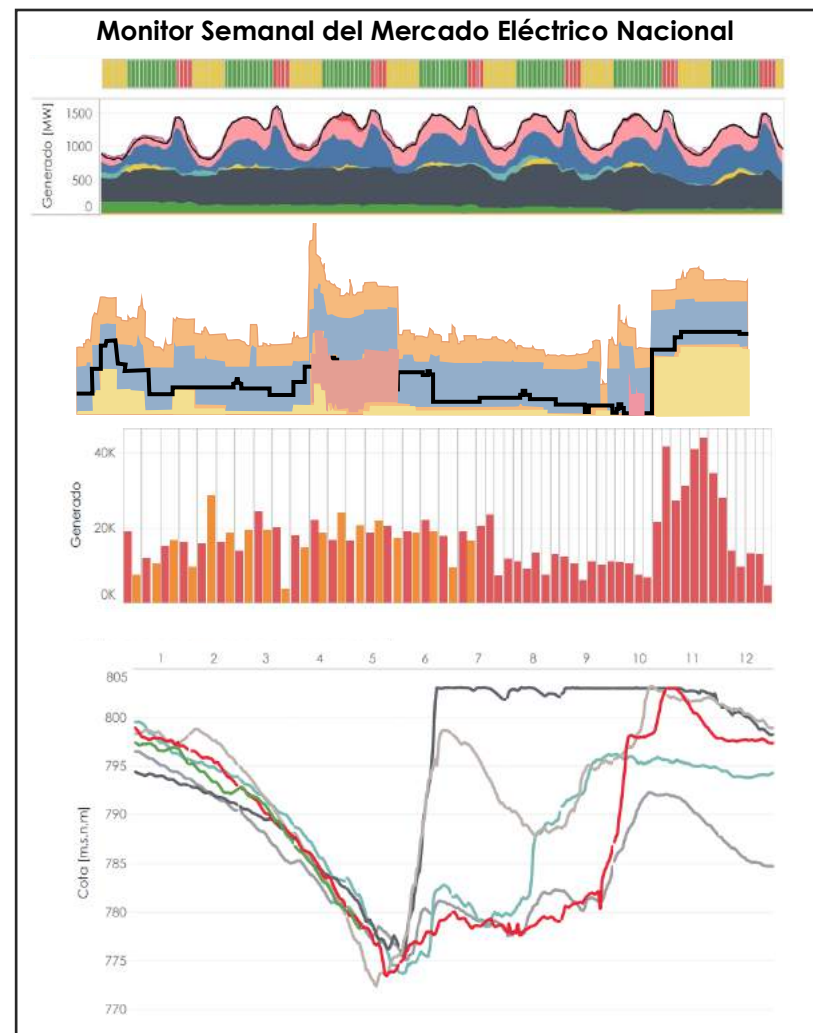 Monitor Semanal del Mercado Eléctrico Nacional
Generado [MW]
1500
1000
500
0
Generado
40K
20K
0K
1 2 3 4 5 6 7 8 9 10 11 12
Cota [m.s.n.m]
805
800
795
790
785
780
775
770